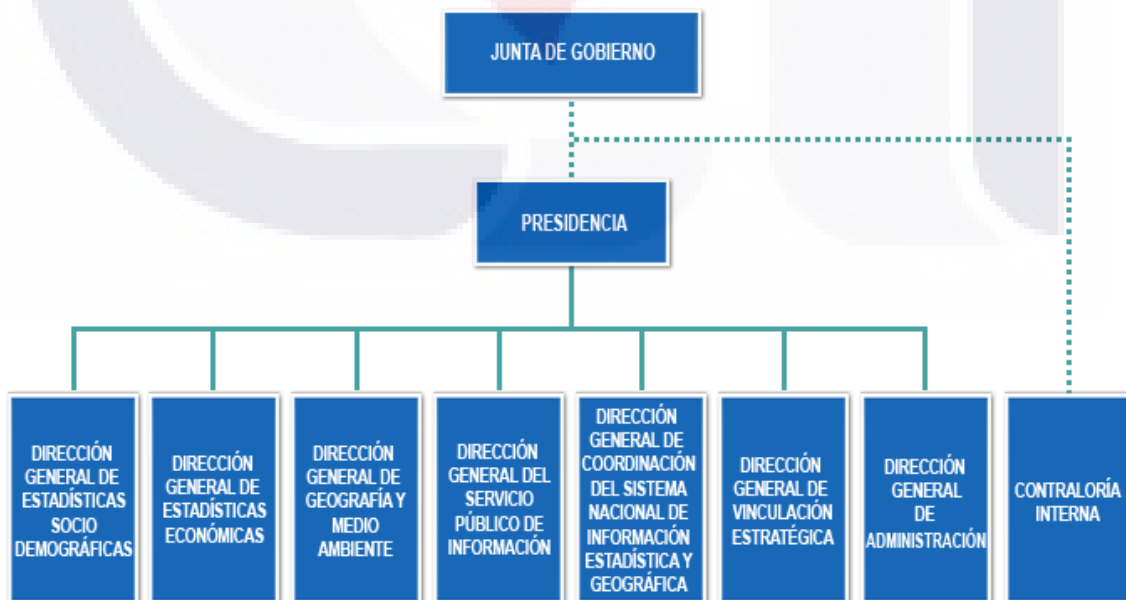 JUNTA DE GOBIERNO
PRESIDENCIA
DIRECCIÓN
GENERAL DE
ESTADÍSTICAS
SOCIO
DEMOGRÁFICAS
DIRECCIÓN
GENERAL DE
ESTADÍSTICAS
ECONÓMICAS
DIRECCIÓN
GENERAL DE
GEOGRAFÍA Y
MEDIO
AMBIENTE
DIRECCIÓN
GENERAL DEL
SERVICIO
PÚBLICO DE
INFORMACIÓN
DIRECCIÓN
GENERAL DE
COORDINACIÓN
DEL SISTEMA
NACIONAL DE
INFORMACIÓN
ESTADÍSTICA Y
GEOGRÁFICA
DIRECCIÓN
GENERAL DE
VINCULACIÓN
ESTRATÉGICA
DIRECCIÓN
GENERAL
DE
ADMINISTRACIÓN
CONTRALORÍA
INTERNA